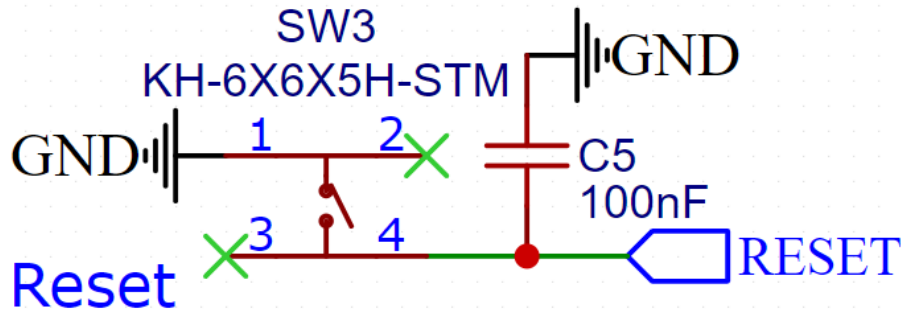 SW3
KH-6X6X5H-STM
GND
GND
1
2
C5
100nF
3
4
RESET
Reset